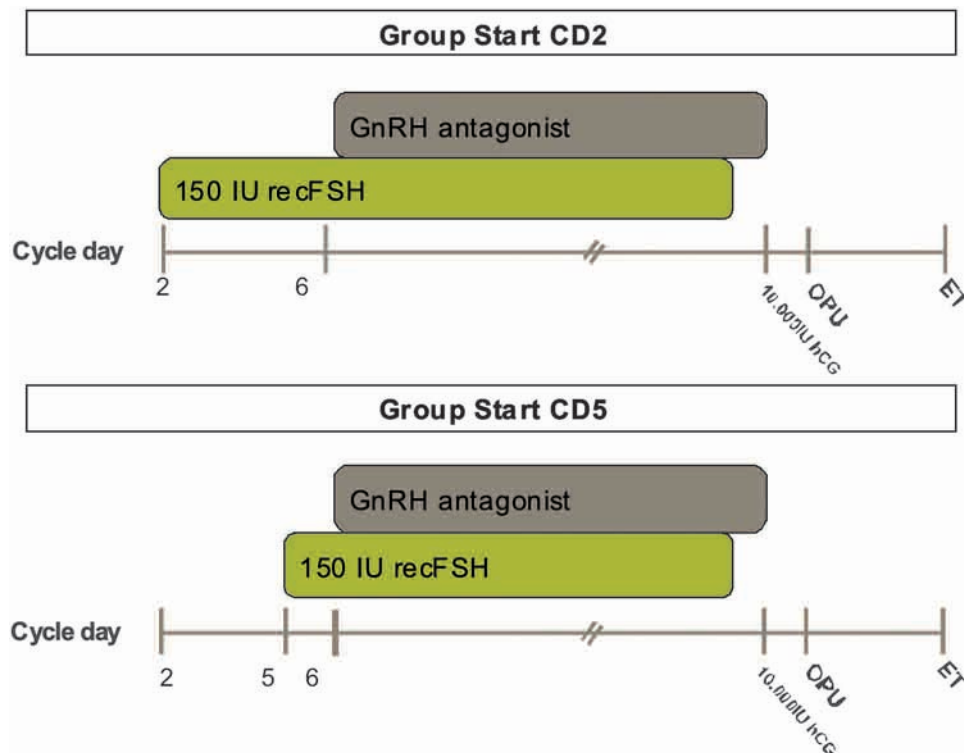 Group Start CD2
GnRH antagonist
150 IU recFSH
Cycle day
2
6
10.000IU hCG
OPU
ET
Group Start CD5
GnRH antagonist
150 IU recFSH
Cycle day
2
5
6
10.000IU hCG
OPU
ET